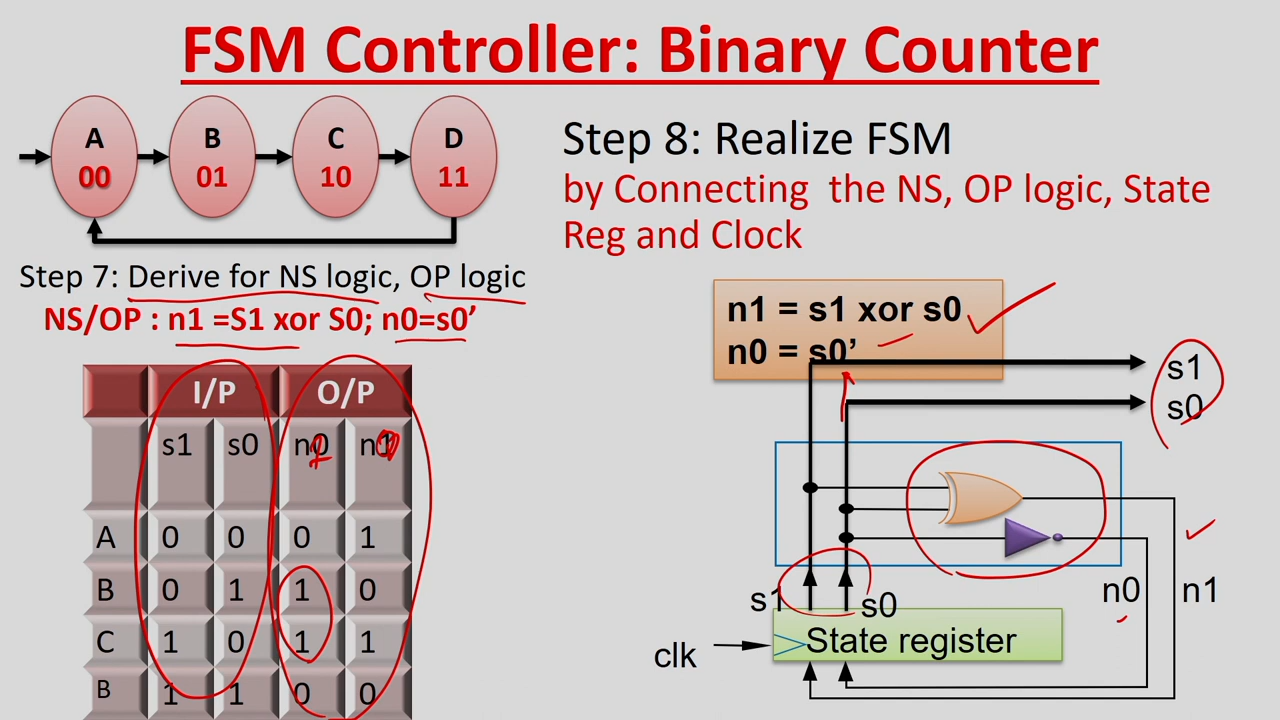 FSM Controller: Binary Counter
A B C D
00 01 10 11
Step 7: Derive for NS logic, OP logic
NS/OP : n1 =S1 xor S0; n0=s0’
I/P O/P
s1 s0 n0 n1
A 0 0 0 1
B 0 1 1 0
C 1 0 1 1
B 1 1 0 0
Step 8: Realize FSM
by Connecting the NS, OP logic, State
Reg and Clock
n1 = s1 xor s0
n0 = s0’
s1
s0
n0 n1
s1 s0
State register
clk